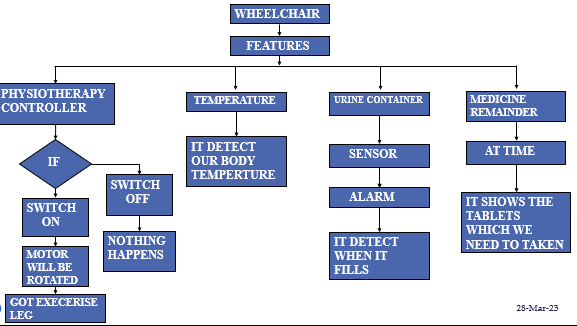 WHEELCHAIR
FEATURES
PHYSIOTHERAPY
CONTROLLER
TEMPERATURE
URINE CONTAINER
MEDICINE
REMAINDER
IF
IT DETECT
OUR BODY
TEMPERTURE
SENSOR
AT TIME
SWITCH
OFF
SWITCH
ON
ALARM
IT SHOWS THE
TABLETS
WHICH WE
NEED TO TAKEN
NOTHING
HAPPENS
MOTOR
WILL BE
ROTATED
IT DETECT
WHEN IT
FILLS
GOT EXECERISE
LEG
28-Mar-23